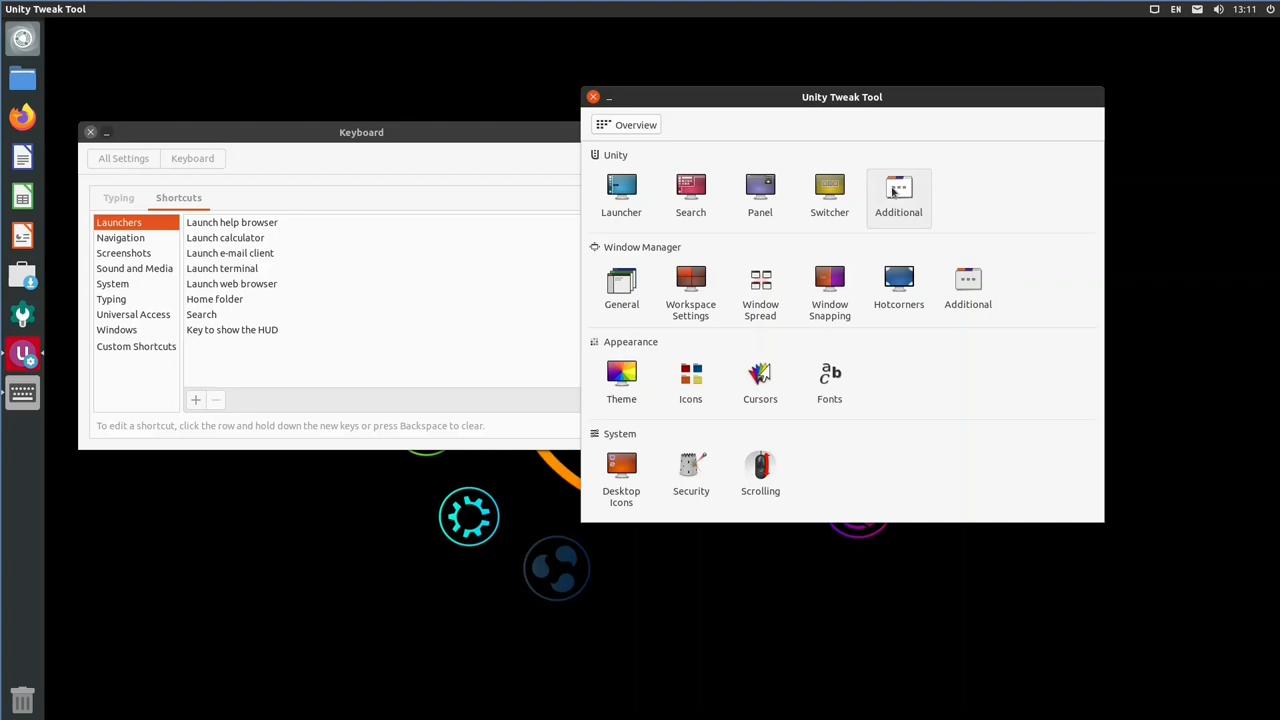 Unity Tweak Tool
EN
13:11
Keyboard
All Settings
Keyboard
Typing
Shortcuts
Launchers
Navigation
Screenshots
Sound and Media
System
Typing
Universal Access
Windows
Custom Shortcuts
Launch help browser
Launch calculator
Launch e-mail client
Launch terminal
Launch web browser
Home folder
Search
Key to show the HUD
To edit a shortcut, click the row and hold down the new keys or press Backspace to clear.
Unity Tweak Tool
Overview
Unity
Launcher
Search
Panel
Switcher
Additional
Window Manager
General
Workspace
Settings
Window
Spread
Window
Snapping
Hotcorners
Additional
Appearance
Theme
Icons
Cursors
Fonts
System
Desktop
Icons
Security
Scrolling